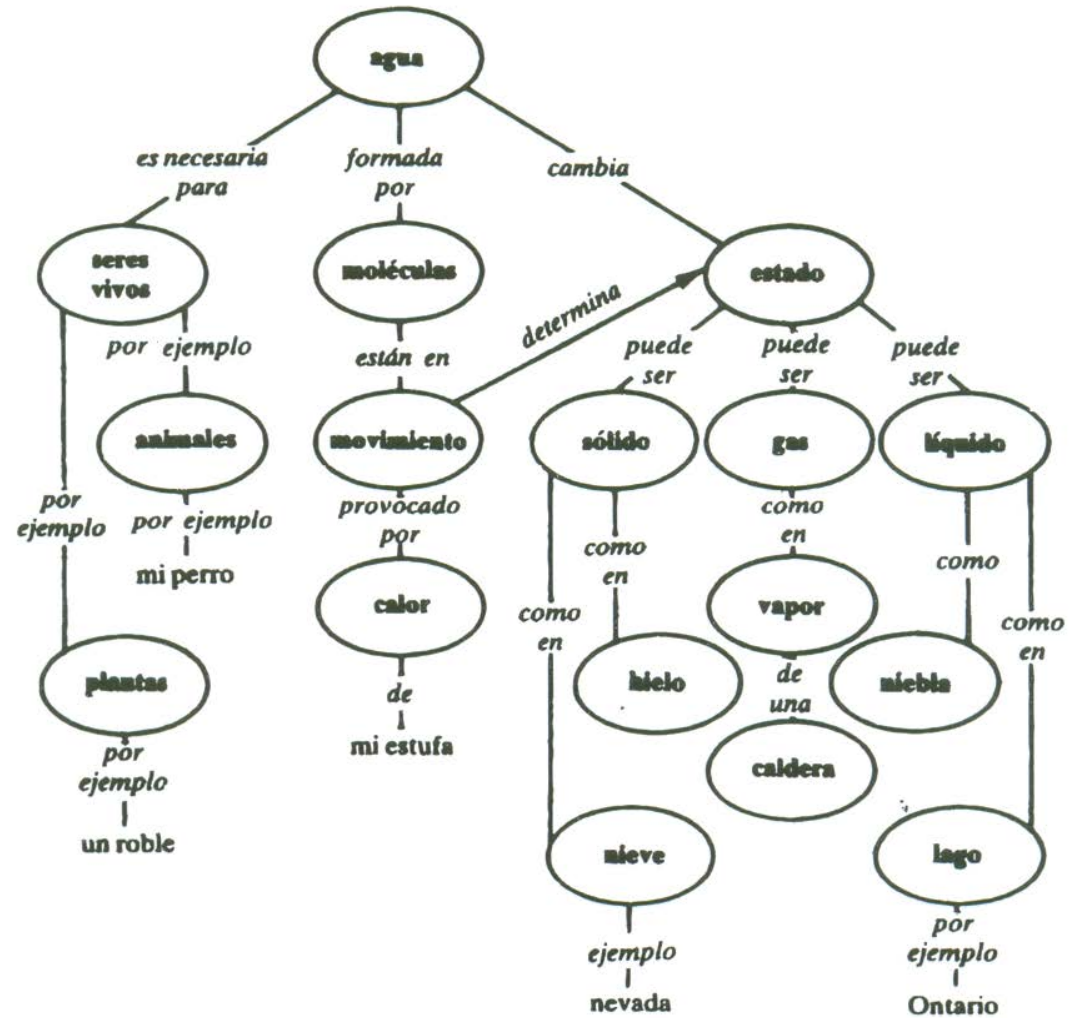 agua
es necesaria
para
formada
por
cambia
seres
vivos
moléculas
estado
determina
por ejemplo
están en
puede
ser
puede
ser
puede
ser
animales
movimiento
sólido
gas
líquido
por
ejemplo
por ejemplo
provocado
por
como
en
como
en
como
mi perro
calor
vapor
como
en
como
en
plantas
de
hielo
de
una
niebla
mi estufa
caldera
por
ejemplo
un roble
nieve
lago
ejemplo
por
ejemplo
nevada
Ontario